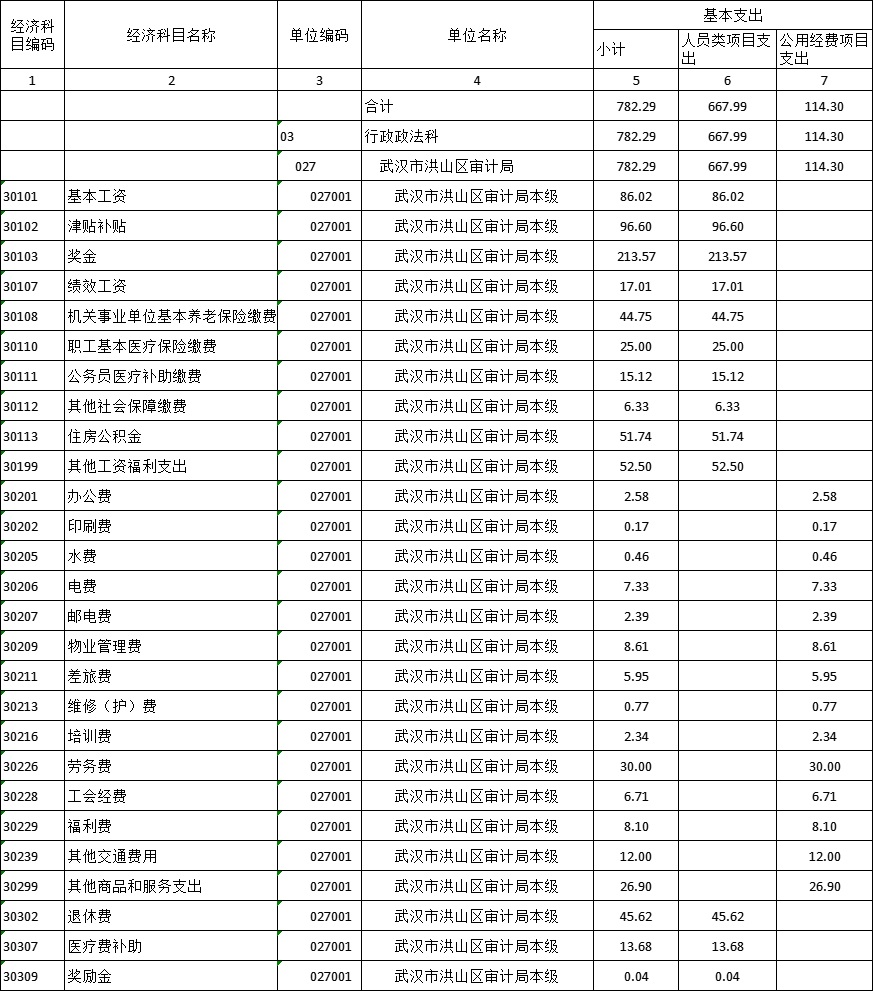 经济科目编码 经济科目名称 单位编码 单位名称 基本支出
小计 人员类项目支出 公用经费项目支出
1 2 3 4 5 6 7
合计 782.29 667.99 114.30
03 行政政法科 782.29 667.99 114.30
027 武汉市洪山区审计局 782.29 667.99 114.30
30101 基本工资 027001 武汉市洪山区审计局本级 86.02 86.02
30102 津贴补贴 027001 武汉市洪山区审计局本级 96.60 96.60
30103 奖金 027001 武汉市洪山区审计局本级 213.57 213.57
30107 绩效工资 027001 武汉市洪山区审计局本级 17.01 17.01
30108 机关事业单位基本养老保险缴费 027001 武汉市洪山区审计局本级 44.75 44.75
30110 职工基本医疗保险缴费 027001 武汉市洪山区审计局本级 25.00 25.00
30111 公务员医疗补助缴费 027001 武汉市洪山区审计局本级 15.12 15.12
30112 其他社会保障缴费 027001 武汉市洪山区审计局本级 6.33 6.33
30113 住房公积金 027001 武汉市洪山区审计局本级 51.74 51.74
30199 其他工资福利支出 027001 武汉市洪山区审计局本级 52.50 52.50
30201 办公费 027001 武汉市洪山区审计局本级 2.58 2.58
30202 印刷费 027001 武汉市洪山区审计局本级 0.17 0.17
30205 水费 027001 武汉市洪山区审计局本级 0.46 0.46
30206 电费 027001 武汉市洪山区审计局本级 7.33 7.33
30207 邮电费 027001 武汉市洪山区审计局本级 2.39 2.39
30209 物业管理费 027001 武汉市洪山区审计局本级 8.61 8.61
30211 差旅费 027001 武汉市洪山区审计局本级 5.95 5.95
30213 维修（护）费 027001 武汉市洪山区审计局本级 0.77 0.77
30216 培训费 027001 武汉市洪山区审计局本级 2.34 2.34
30226 劳务费 027001 武汉市洪山区审计局本级 30.00 30.00
30228 工会经费 027001 武汉市洪山区审计局本级 6.71 6.71
30229 福利费 027001 武汉市洪山区审计局本级 8.10 8.10
30239 其他交通费用 027001 武汉市洪山区审计局本级 12.00 12.00
30299 其他商品和服务支出 027001 武汉市洪山区审计局本级 26.90 26.90
30302 退休费 027001 武汉市洪山区审计局本级 45.62 45.62
30307 医疗费补助 027001 武汉市洪山区审计局本级 13.68 13.68
30309 奖励金 027001 武汉市洪山区审计局本级 0.04 0.04